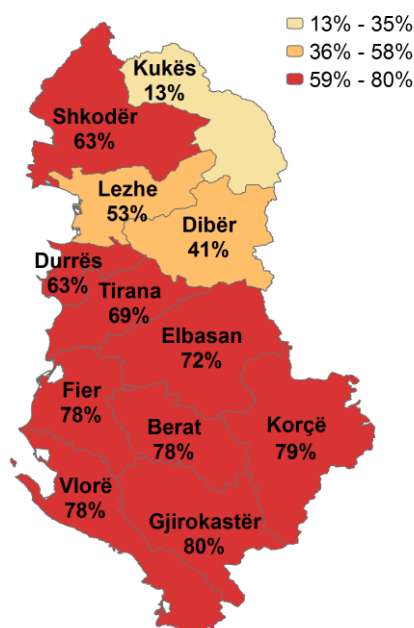 13% - 35%
36% - 58%
59% - 80%
Kukës
13%
Shkodër
63%
Lezhe
53%
Dibër
41%
Durrës
63%
Tirana
69%
Elbasan
72%
Fier
78%
Berat
78%
Korçë
79%
Vlorë
78%
Gjirokastër
80%